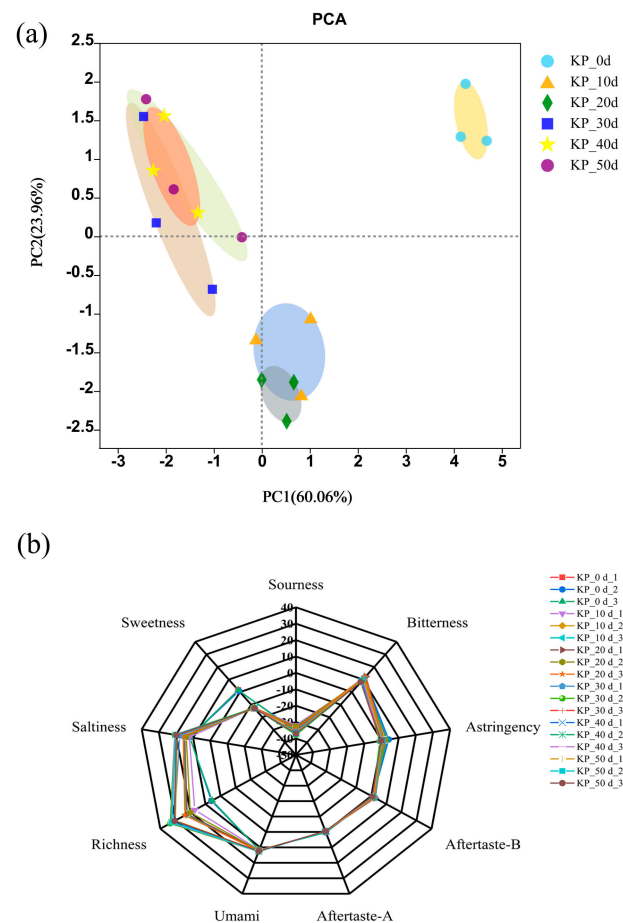 (a)
PCA
2.5
2
1.5
1
0.5
0
-0.5
-1
-1.5
-2
-2.5
PC2(23.96%)
-3 -2 -1 0 1 2 3 4 5
PC1(60.06%)
KP_0d
KP_10d
KP_20d
KP_30d
KP_40d
KP_50d
(b)
Sourness
Bitterness
Astringency
Aftertaste-B
Aftertaste-A
Umami
Richness
Saltiness
Sweetness
40
30
20
10
0
-10
-20
-30
-40
-50
KP_0 d_1
KP_0 d_2
KP_0 d_3
KP_10 d_1
KP_10 d_2
KP_10 d_3
KP_20 d_1
KP_20 d_2
KP_20 d_3
KP_30 d_1
KP_30 d_2
KP_30 d_3
KP_40 d_1
KP_40 d_2
KP_40 d_3
KP_50 d_1
KP_50 d_2
KP_50 d_3